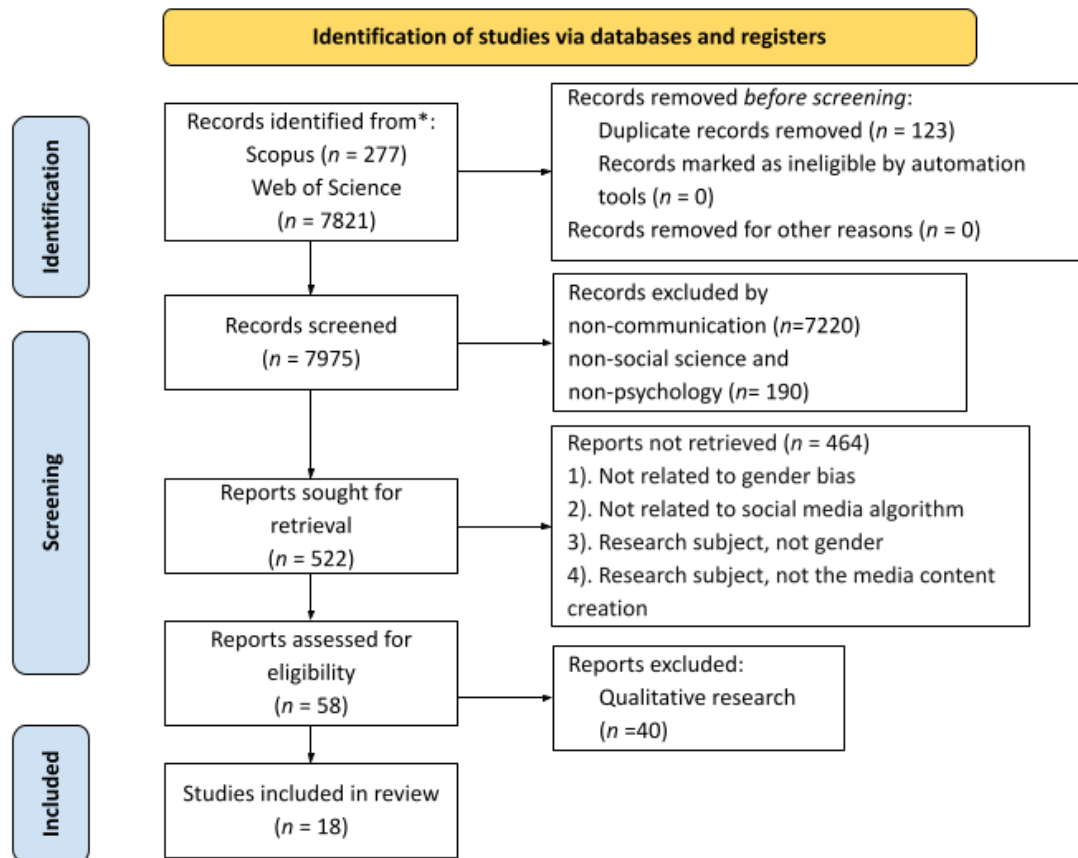 Identification of studies via databases and registers
Identification
Records identified from*:
Scopus (n = 277)
Web of Science
(n = 7821)
Records removed before screening:
Duplicate records removed (n = 123)
Records marked as ineligible by automation
tools (n = 0)
Records removed for other reasons (n = 0)
Screening
Records screened
(n = 7975)
Records excluded by
non-communication (n=7220)
non-social science and
non-psychology (n= 190)
Reports sought for
retrieval
(n = 522)
Reports not retrieved (n = 464)
1). Not related to gender bias
2). Not related to social media algorithm
3). Research subject, not gender
4). Research subject, not the media content
creation
Reports assessed for
eligibility
(n = 58)
Reports excluded:
Qualitative research
(n =40)
Included
Studies included in review
(n = 18)